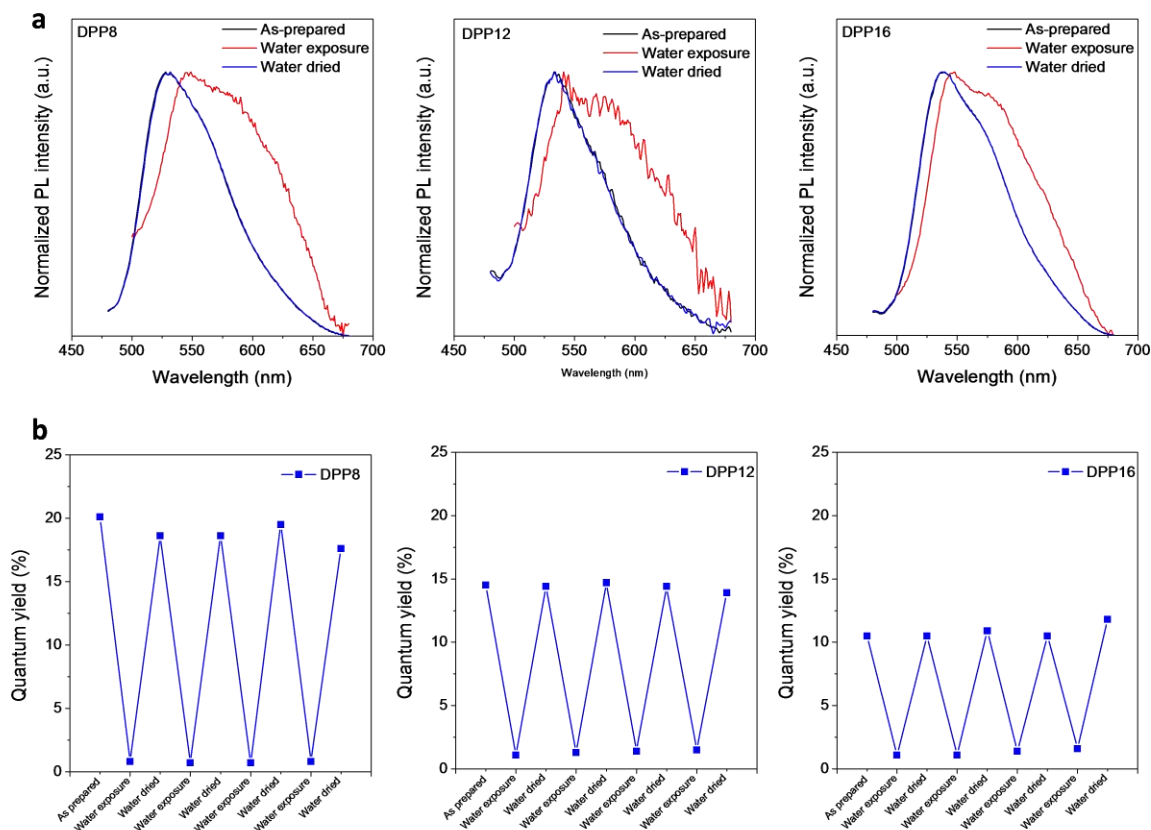 a
DPP8
As-prepared
Water exposure
Water dried
Normalized PL intensity (a.u.)
450 500 550 600 650 700
Wavelength (nm)
DPP12
As-prepared
Water exposure
Water dried
Normalized PL intensity (a.u.)
450 500 550 600 650 700
Wavelength (nm)
DPP16
As-prepared
Water exposure
Water dried
Normalized PL intensity (a.u.)
450 500 550 600 650 700
Wavelength (nm)
b
DPP8
Quantum yield (%)
25
20
15
10
5
0
As prepared
Water exposure
Water dried
Water exposure
Water dried
Water exposure
Water dried
Water exposure
Water dried
DPP12
Quantum yield (%)
25
20
15
10
5
0
As prepared
Water exposure
Water dried
Water exposure
Water dried
Water exposure
Water dried
Water exposure
Water dried
DPP16
Quantum yield (%)
25
20
15
10
5
0
As prepared
Water exposure
Water dried
Water exposure
Water dried
Water exposure
Water dried
Water exposure
Water dried